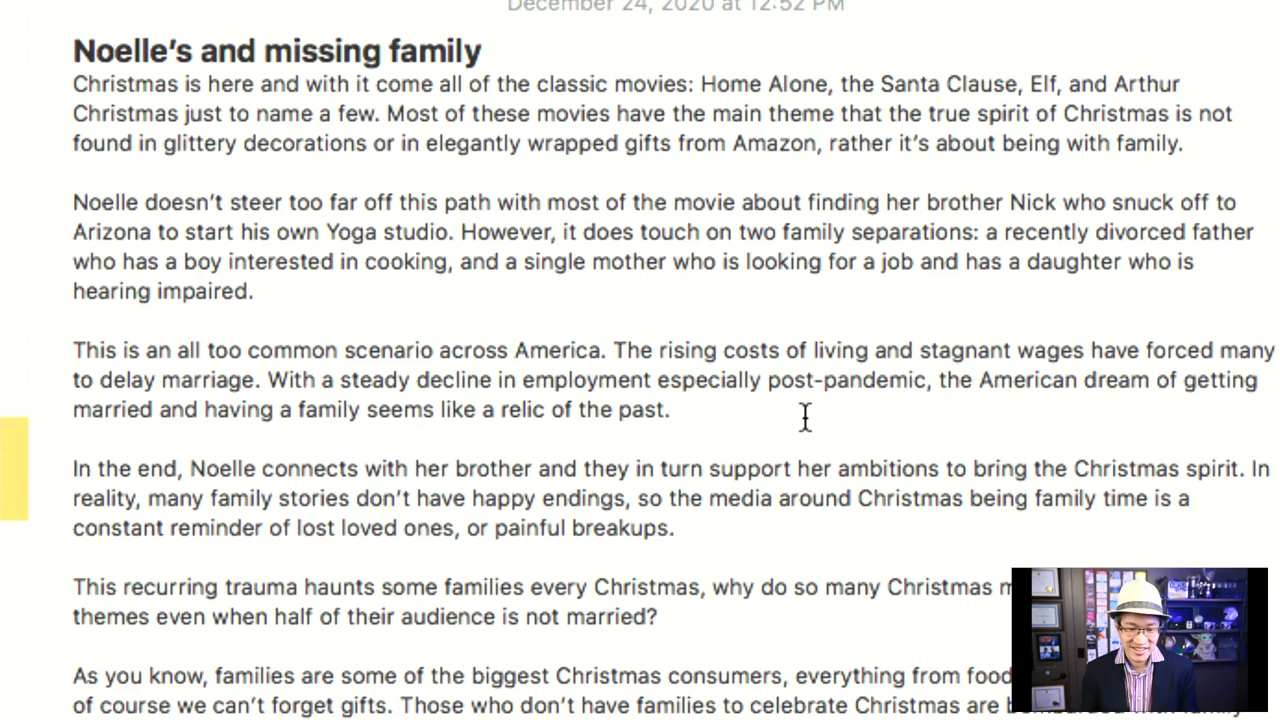 December 24, 2020 at 12:52 PM
Noelle’s and missing family
Christmas is here and with it come all of the classic movies: Home Alone, the Santa Clause, Elf, and Arthur
Christmas just to name a few. Most of these movies have the main theme that the true spirit of Christmas is not
found in glittery decorations or in elegantly wrapped gifts from Amazon, rather it’s about being with family.
Noelle doesn’t steer too far off this path with most of the movie about finding her brother Nick who snuck off to
Arizona to start his own Yoga studio. However, it does touch on two family separations: a recently divorced father
who has a boy interested in cooking, and a single mother who is looking for a job and has a daughter who is
hearing impaired.
This is an all too common scenario across America. The rising costs of living and stagnant wages have forced many
to delay marriage. With a steady decline in employment especially post-pandemic, the American dream of getting
married and having a family seems like a relic of the past.
In the end, Noelle connects with her brother and they in turn support her ambitions to bring the Christmas spirit. In
reality, many family stories don’t have happy endings, so the media around Christmas being family time is a
constant reminder of lost loved ones, or painful breakups.
This recurring trauma haunts some families every Christmas, why do so many Christmas
themes even when half of their audience is not married?
As you know, families are some of the biggest Christmas consumers, everything from food
of course we can’t forget gifts. Those who don’t have families to celebrate Christmas are